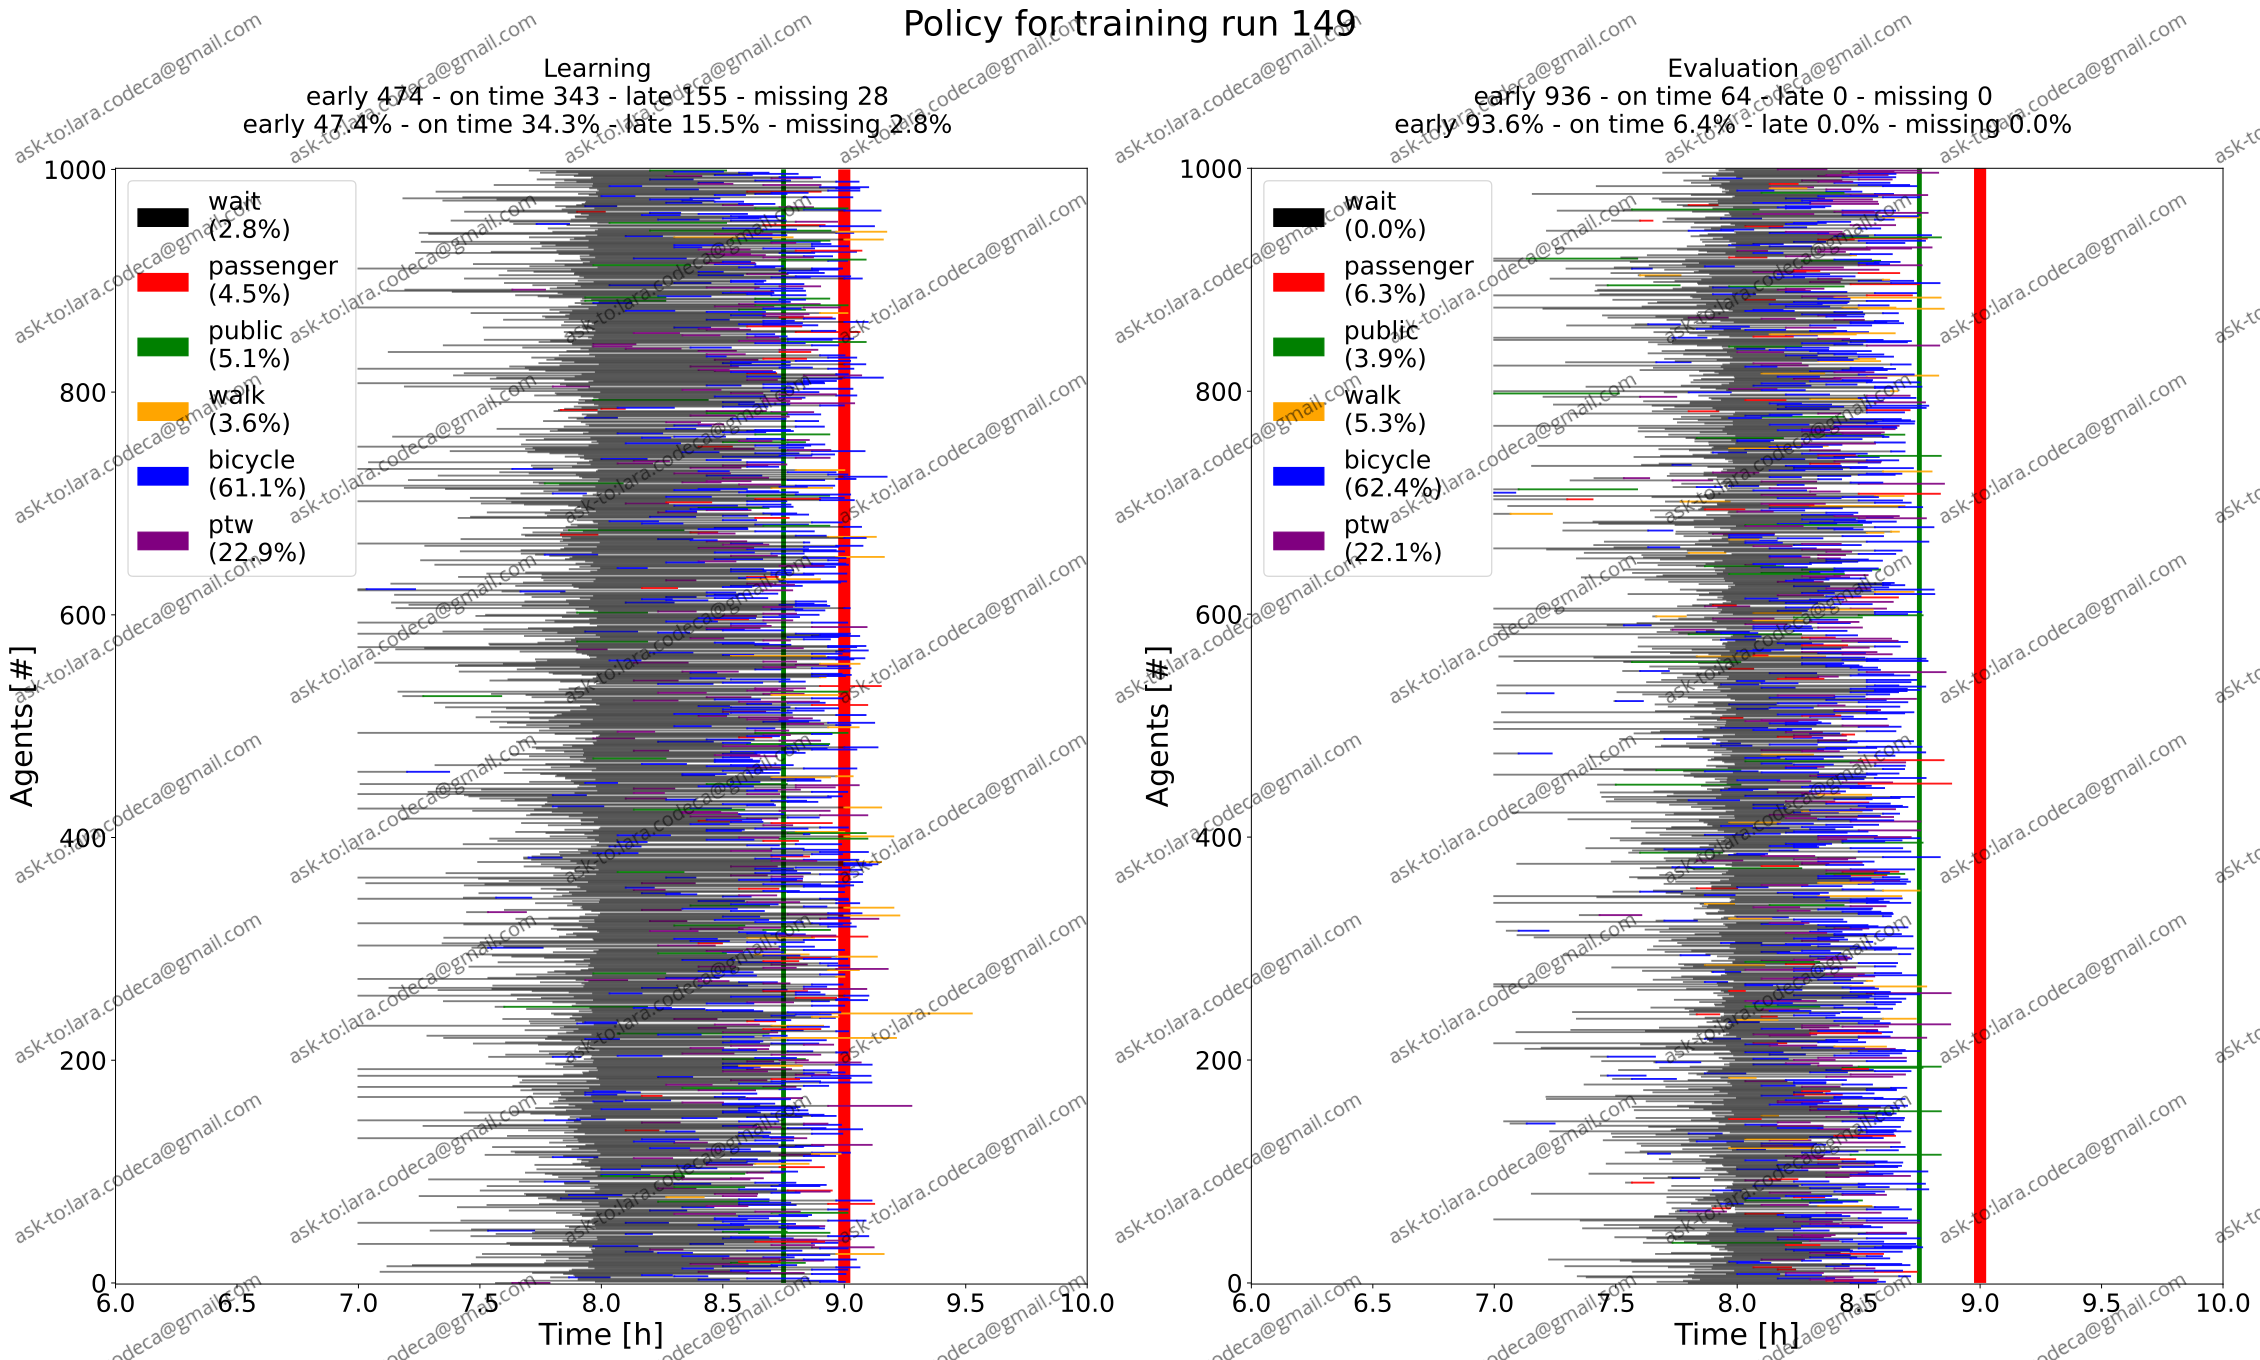 Policy for training run 149
Learning
early 474 - on time 343 - late 155 - missing 28
early 47.4% - on time 34.3% - late 15.5% - missing 2.8%
1000
800
600
400
200
0
Agents [#]
wait
(2.8%)
passenger
(4.5%)
public
(5.1%)
walk
(3.6%)
bicycle
(61.1%)
ptw
(22.9%)
6.0 6.5 7.0 7.5 8.0 8.5 9.0 9.5 10.0
Time [h]
Evaluation
early 936 - on time 64 - late 0 - missing 0
early 93.6% - on time 6.4% - late 0.0% - missing 0.0%
1000
800
600
400
200
0
Agents [#]
wait
(0.0%)
passenger
(6.3%)
public
(3.9%)
walk
(5.3%)
bicycle
(62.4%)
ptw
(22.1%)
6.0 6.5 7.0 7.5 8.0 8.5 9.0 9.5 10.0
Time [h]
ask-to:lara.codeca@gmail.com